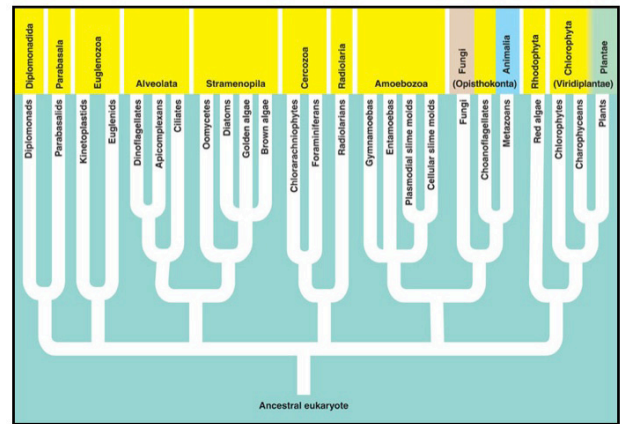 Diplomonadida
Parabasala
Euglenozoa
Alveolata
Stramenopila
Cercozoa
Radiolaria
Amoebozoa
Fungi
(Opisthokonta)
Animalia
Rhodophyta
Chlorophyta
(Viridiplantae)
Plantae
Diplomonads
Parabasalids
Kinetoplastids
Euglenids
Dinoflagellates
Apicomplexans
Ciliates
Oomycetes
Diatoms
Golden algae
Brown algae
Chlorarachniophytes
Foraminiferans
Radiolarians
Gymnamoebas
Entamoebas
Plasmodial slime molds
Cellular slime molds
Fungi
Choanoflagellates
Metazoans
Red algae
Chlorophytes
Charophyceans
Plants
Ancestral eukaryote